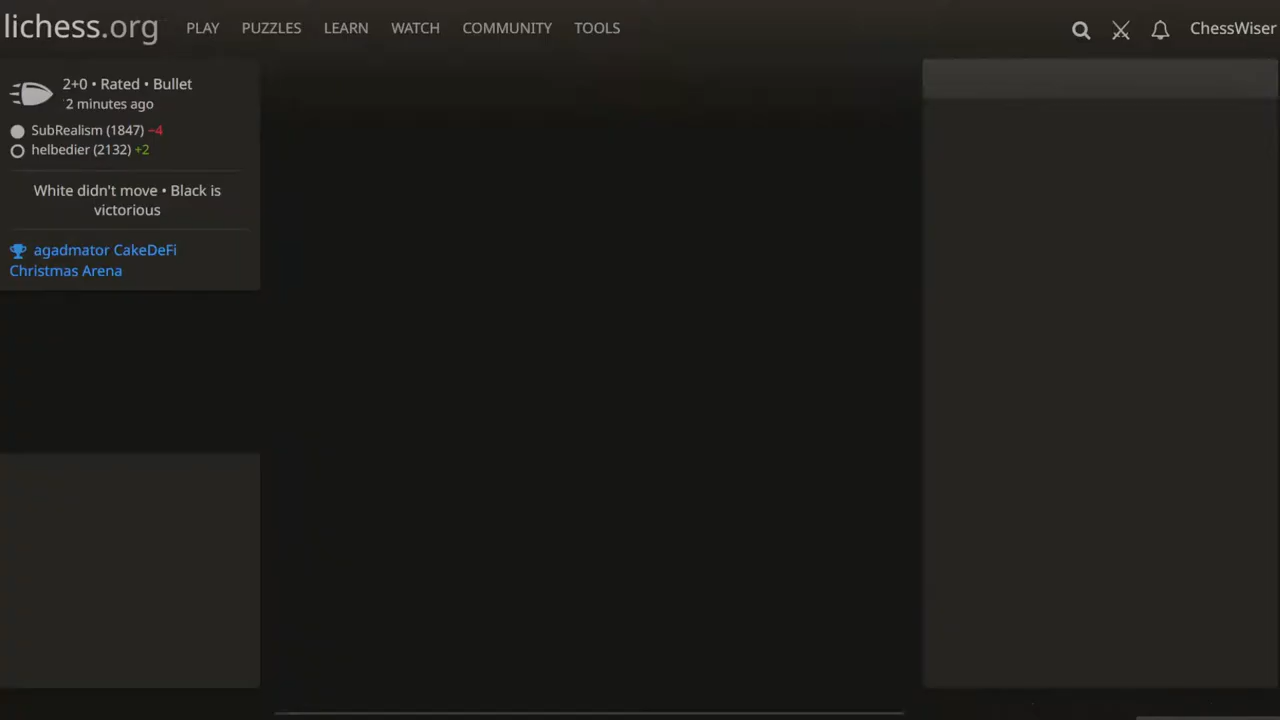 lichess.org PLAY PUZZLES LEARN WATCH COMMUNITY TOOLS ChessWiser
2+0 • Rated • Bullet
2 minutes ago
SubRealism (1847) −4
helbedier (2132) +2
White didn't move • Black is
victorious
agadmator CakeDeFi
Christmas Arena